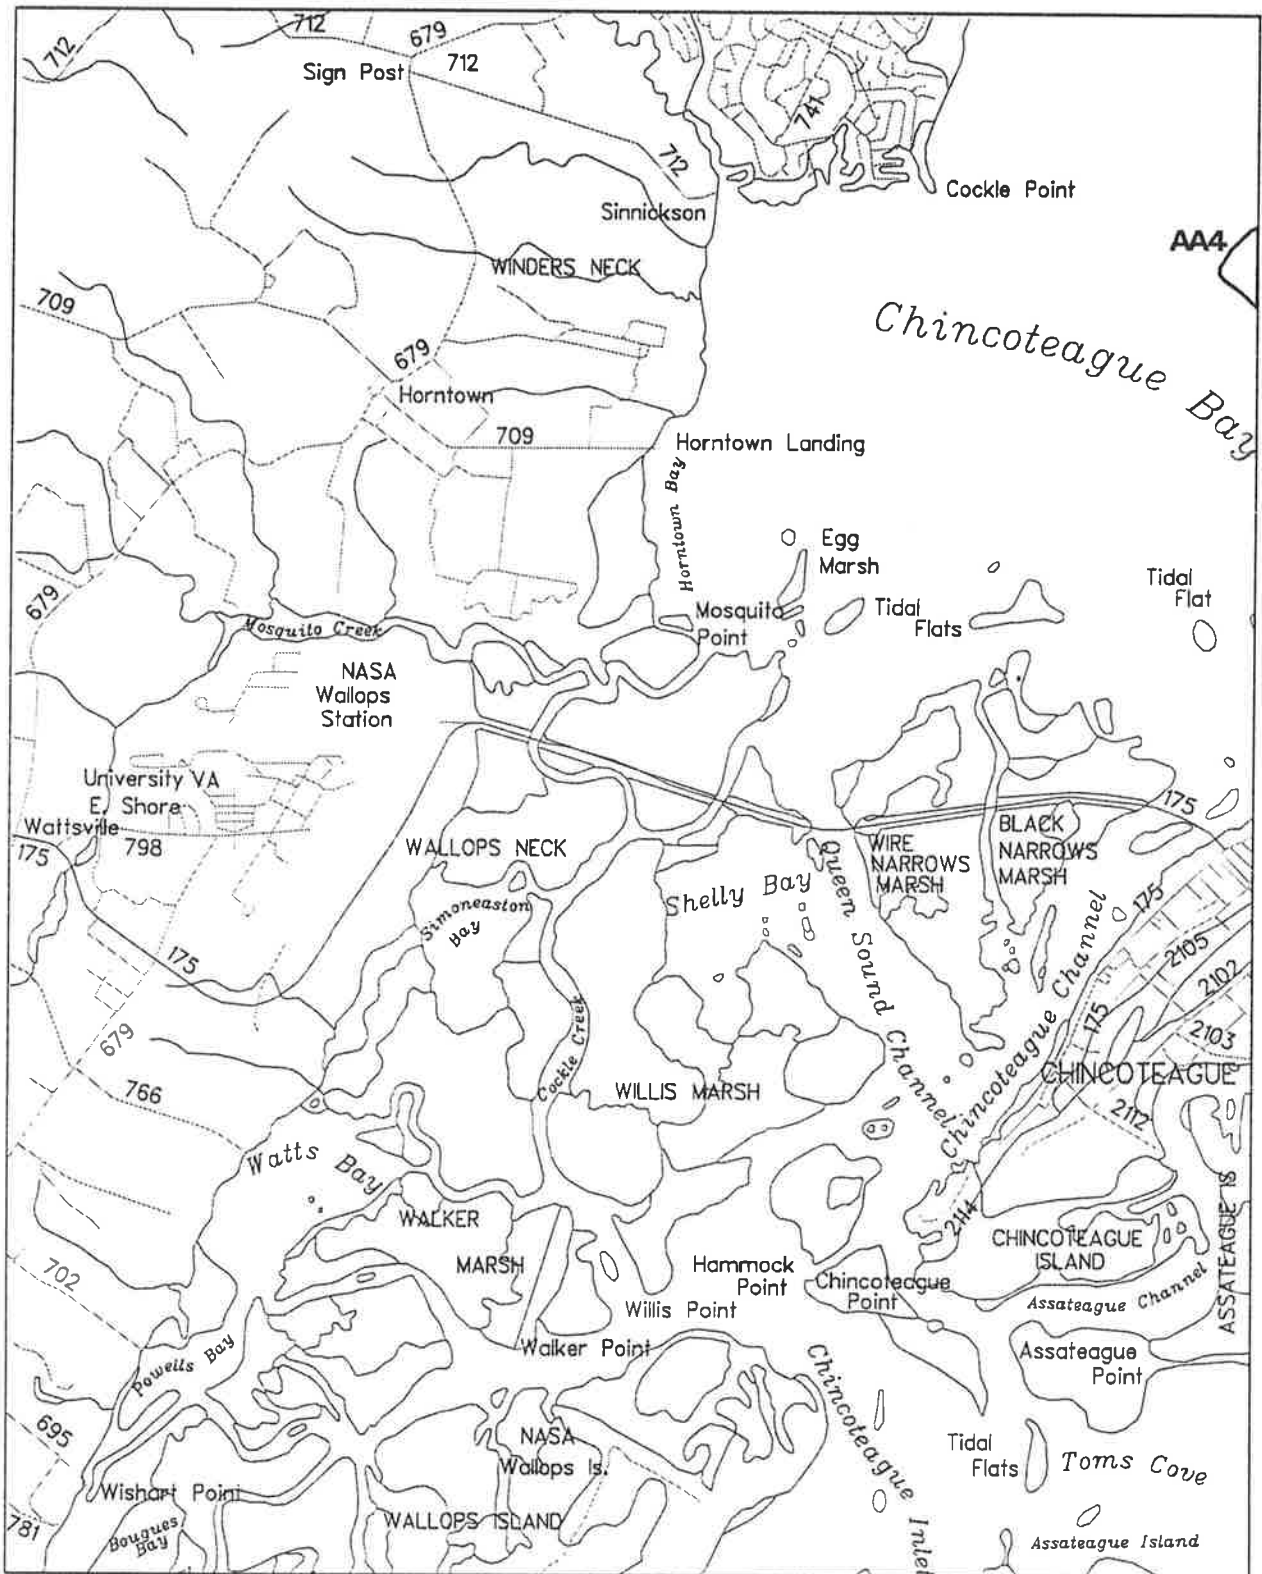 712
712
679
712
Sign Post
741
712
Cockle Point
Sinnickson
AA4
WINDERS NECK
709
Chincoteague Bay
679
Horntown
709
Horntown Landing
Horntown Bay
Egg
Marsh
Tidal
Flat
679
Mosquito
Point
Tidal
Flats
Mosquito Creek
NASA
Wallops
Station
University VA
E. Shore
Wattsville
175
798
175
WALLOPS NECK
WIRE
NARROWS
MARSH
BLACK
NARROWS
MARSH
Shelly Bay
Queen Sound Channel
Simoneaston
Bay
175
175
2105
2102
175
2103
679
Cockle Creek
Chincoteague Channel
CHINCOTEAGUE
766
WILLIS MARSH
2112
Watts Bay
WALKER
MARSH
2114
CHINCOTEAGUE
ISLAND
ASSATEAGUE IS
702
Hammock
Point
Chincoteague
Point
Willis Point
Assateague Channel
Walker Point
Powells Bay
Assateague
Point
Chincoteague Inlet
695
NASA
Wallops Is.
Tidal
Flats
Toms Cove
Wishart Point
781
Bougues
Bay
WALLOPS ISLAND
Assateague Island